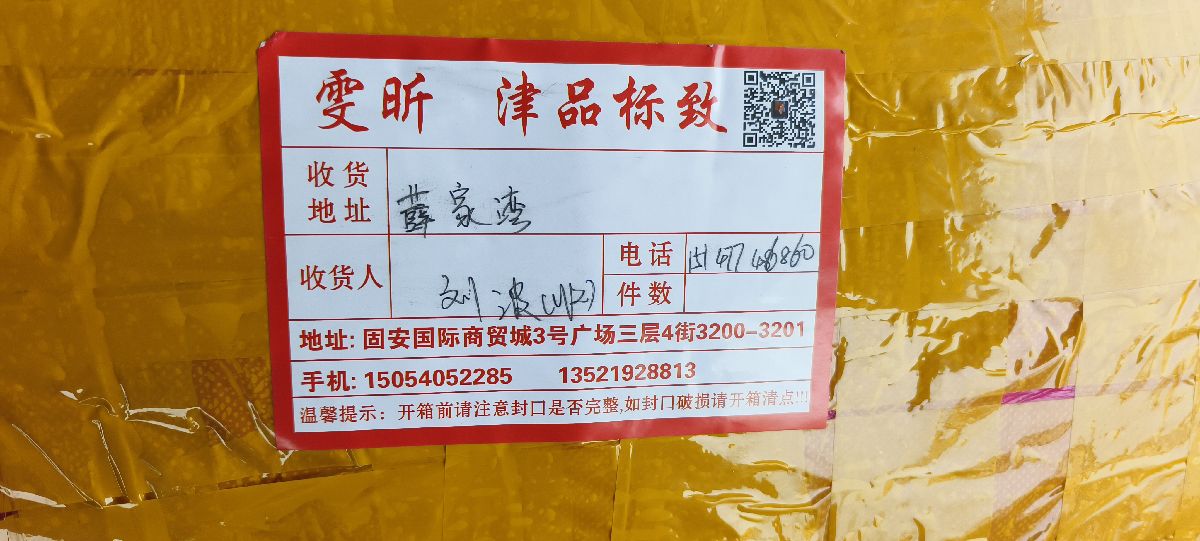 雯昕 津品标致
收货地址 薛家湾
收货人 刘波
电话
件数
地址: 固安国际商贸城3号广场三层4街3200-3201
手机: 15054052285 13521928813
温馨提示: 开箱前请注意封口是否完整,如封口破损请开箱清点!!!